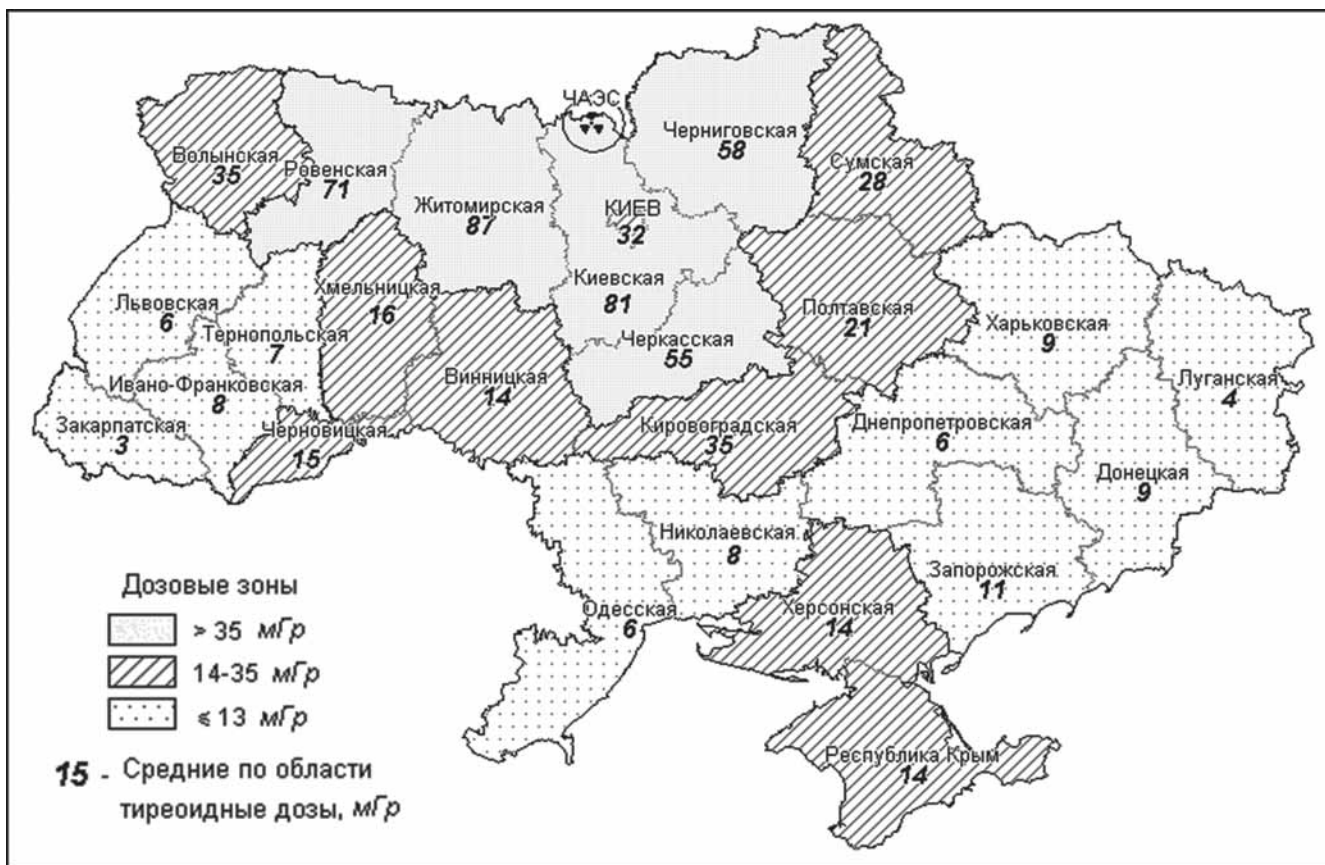 ЧАЭС
Черниговская
58
Волынская
35
Ровенская
71
Сумская
28
Житомирская
87
КИЕВ
32
Киевская
81
Хмельницкая
16
Львовская
6
Тернопольская
7
Черкасская
55
Полтавская
21
Харьковская
9
Луганская
4
Ивано-Франковская
8
Винницкая
14
Закарпатская
3
Черновицкая
15
Кировоградская
35
Днепропетровская
6
Донецкая
9
Николаевская
8
Запорожская
11
Одесская
6
Херсонская
14
Республика Крым
14
Дозовые зоны
> 35 мГр
14-35 мГр
⩽ 13 мГр
15 - Средние по области
тиреоидные дозы, мГр